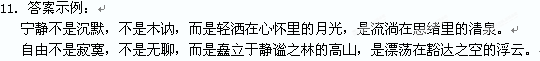 11. 答案示例:
宁静不是沉默，不是木讷，而是轻洒在心怀里的月光，是流淌在思绪里的清泉。
自由不是寂寞，不是无聊，而是矗立于静谧之林的高山，是漂荡在豁达之空的浮云。